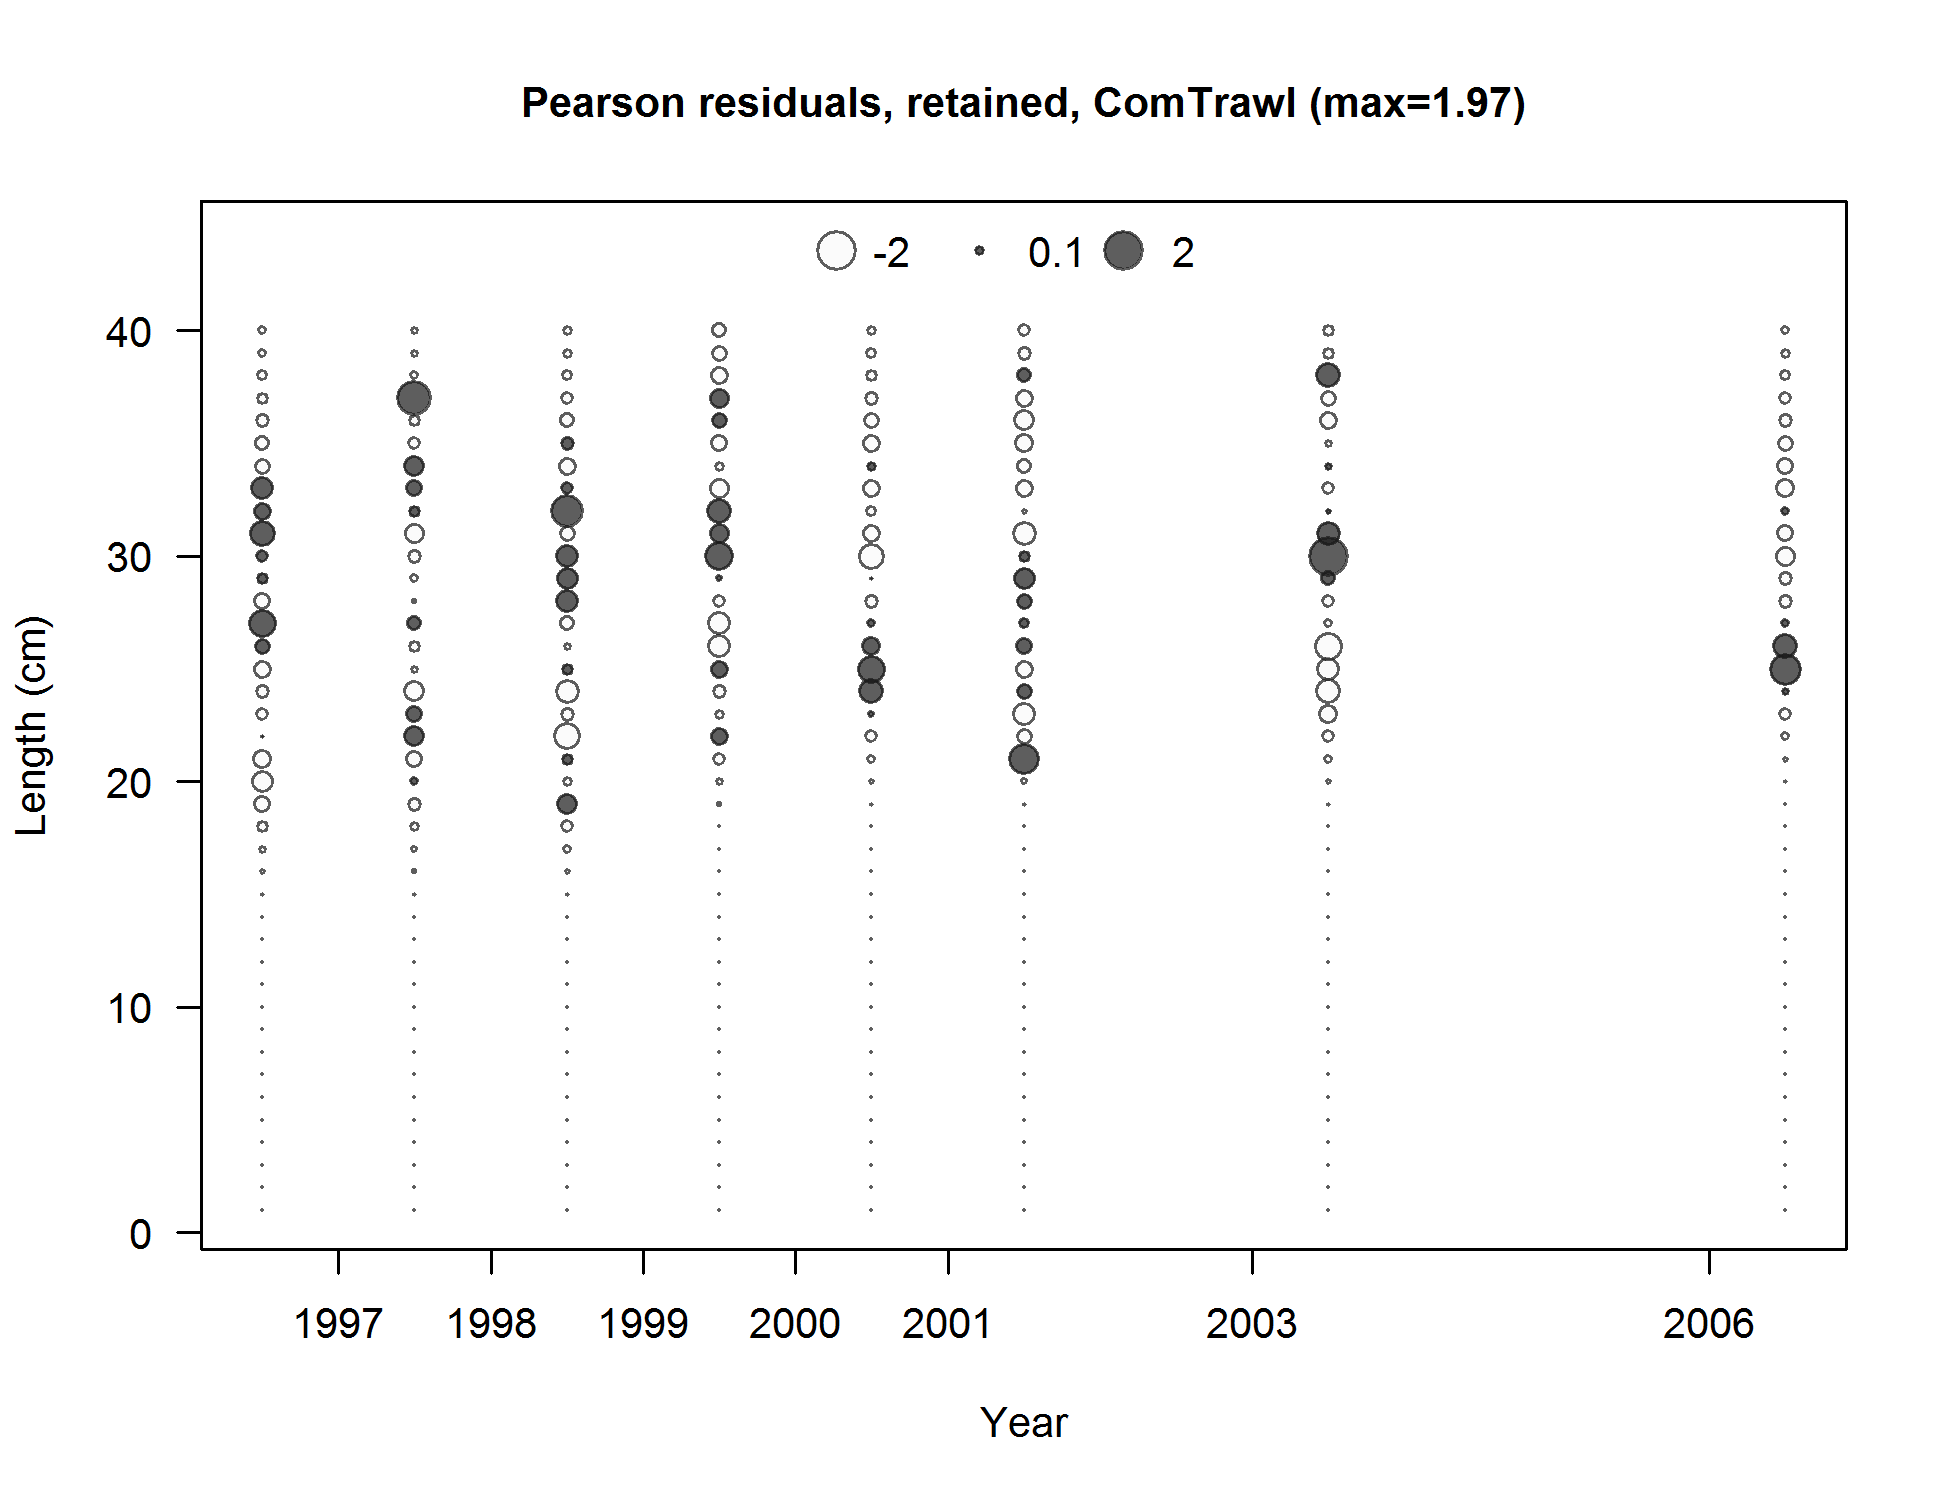 Pearson residuals, retained, ComTrawl (max=1.97)
-2 0.1 2
40
30
20
10
0
Length (cm)
1997 1998 1999 2000 2001 2003 2006
Year